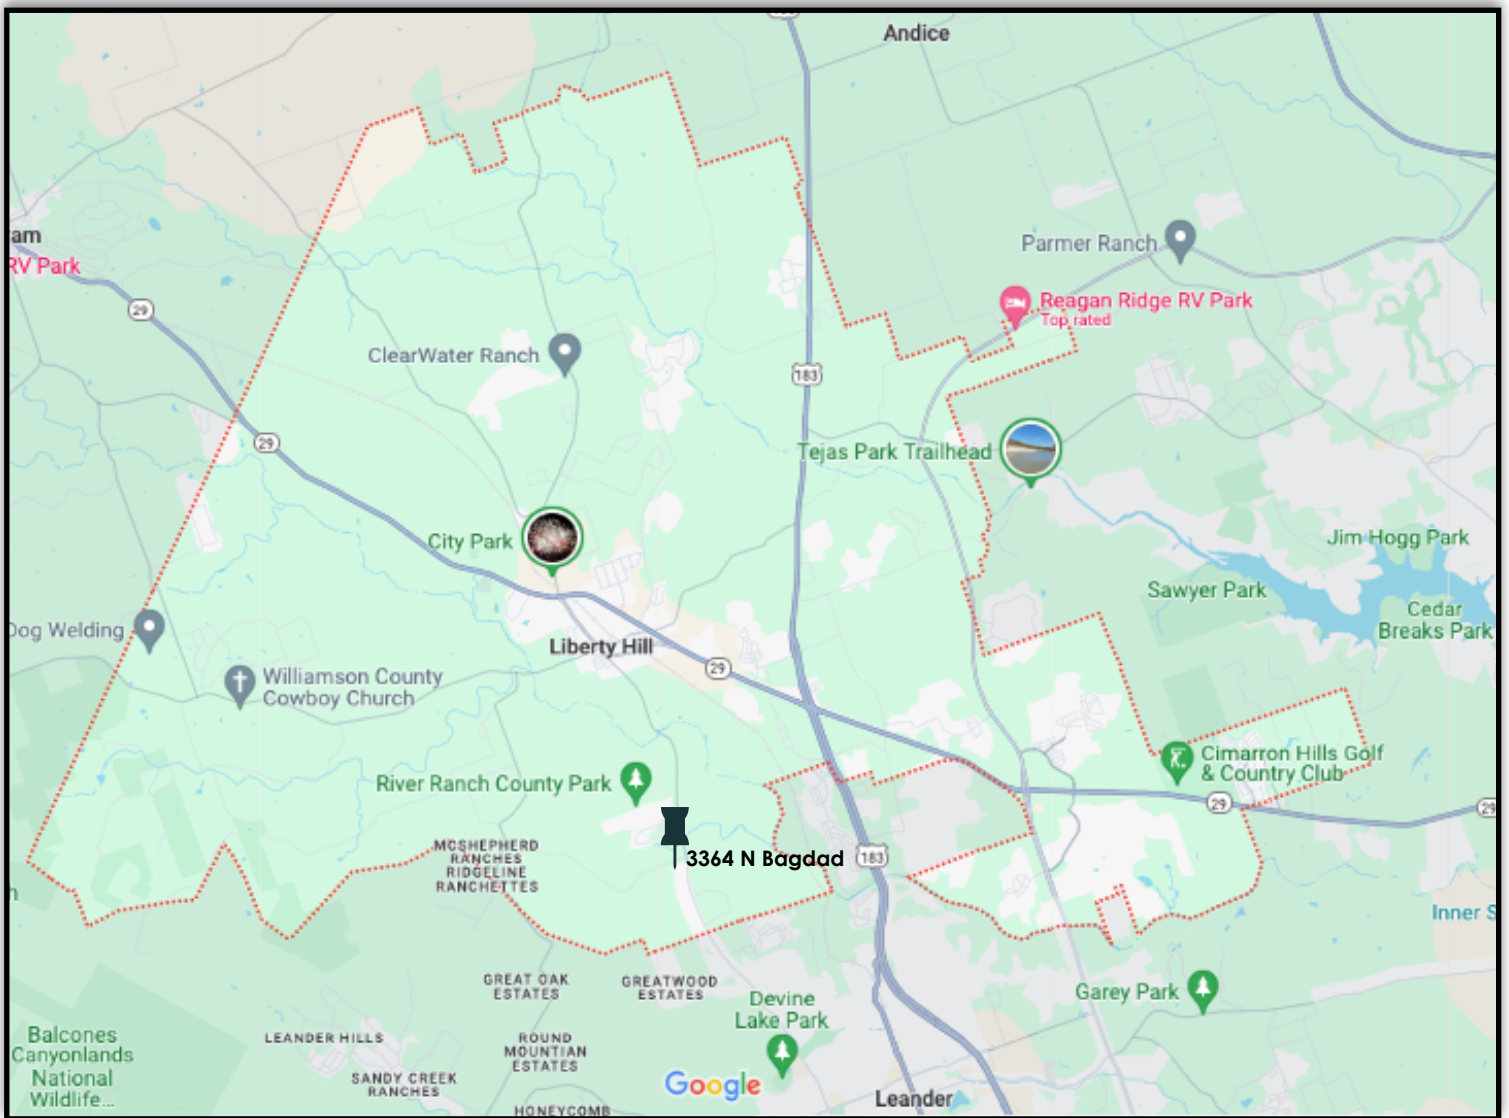 Andice
am
RV Park
Parmer Ranch
Reagan Ridge RV Park
Top rated
29
ClearWater Ranch
183
29
Tejas Park Trailhead
City Park
Jim Hogg Park
Sawyer Park
Cedar
Breaks Park
Dog Welding
Liberty Hill
29
Williamson County
Cowboy Church
Cimarron Hills Golf
& Country Club
River Ranch County Park
29
29
MCSHEPHERD
RANCHES
RIDGELINE
RANCHETTES
3364 N Bagdad
183
h
Inner S
GREAT OAK
ESTATES
GREATWOOD
ESTATES
Devine
Lake Park
Garey Park
Balcones
Canyonlands
National
Wildlife...
LEANDER HILLS
ROUND
MOUNTIAN
ESTATES
SANDY CREEK
RANCHES
Google
Leander
HONEYCOMB